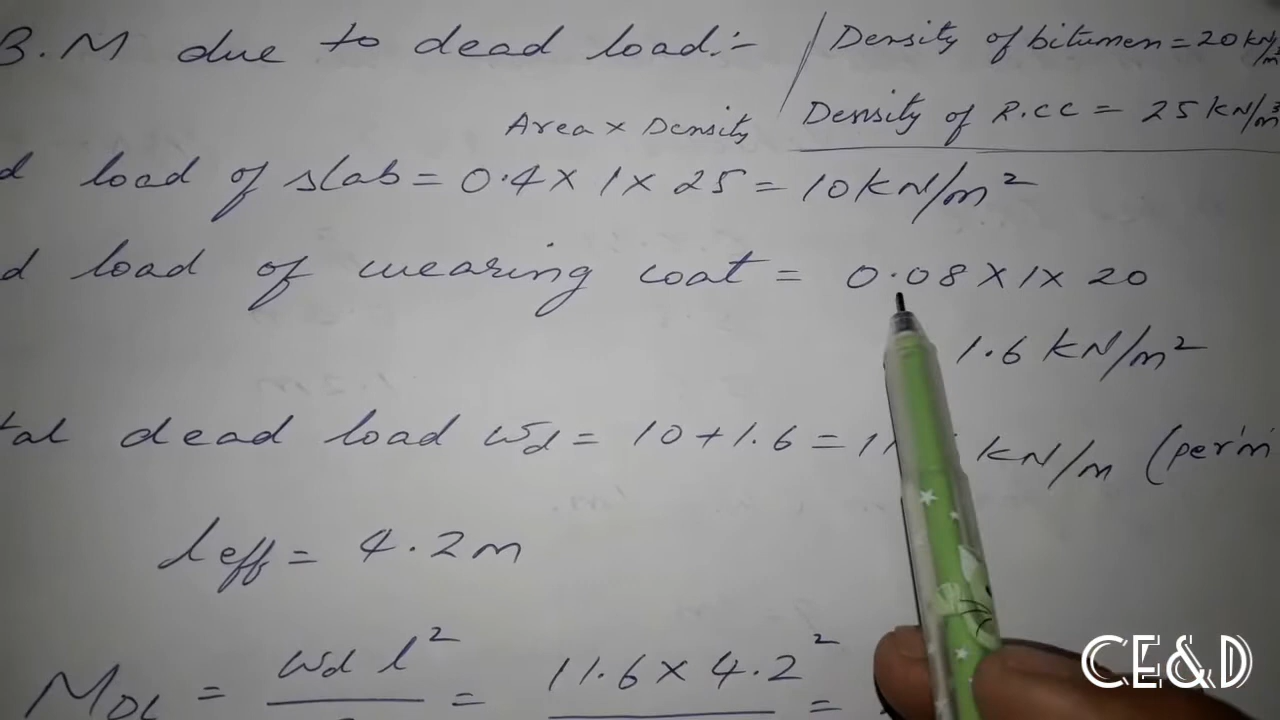 B.M due to dead load:-
Density of bitumen = 20 kN/m³
Density of R.CC = 25 KN/m³
Area × Density
d load of slab = 0.4 × 1 × 25 = 10 KN/m²
d load of wearing coat = 0.08 × 1 × 20
1.6 KN/m²
tal dead load wd = 10 + 1.6 = 11. KN/m (per m
leff = 4.2m
MDL = wd l² = 11.6 × 4.2² =
CE&D